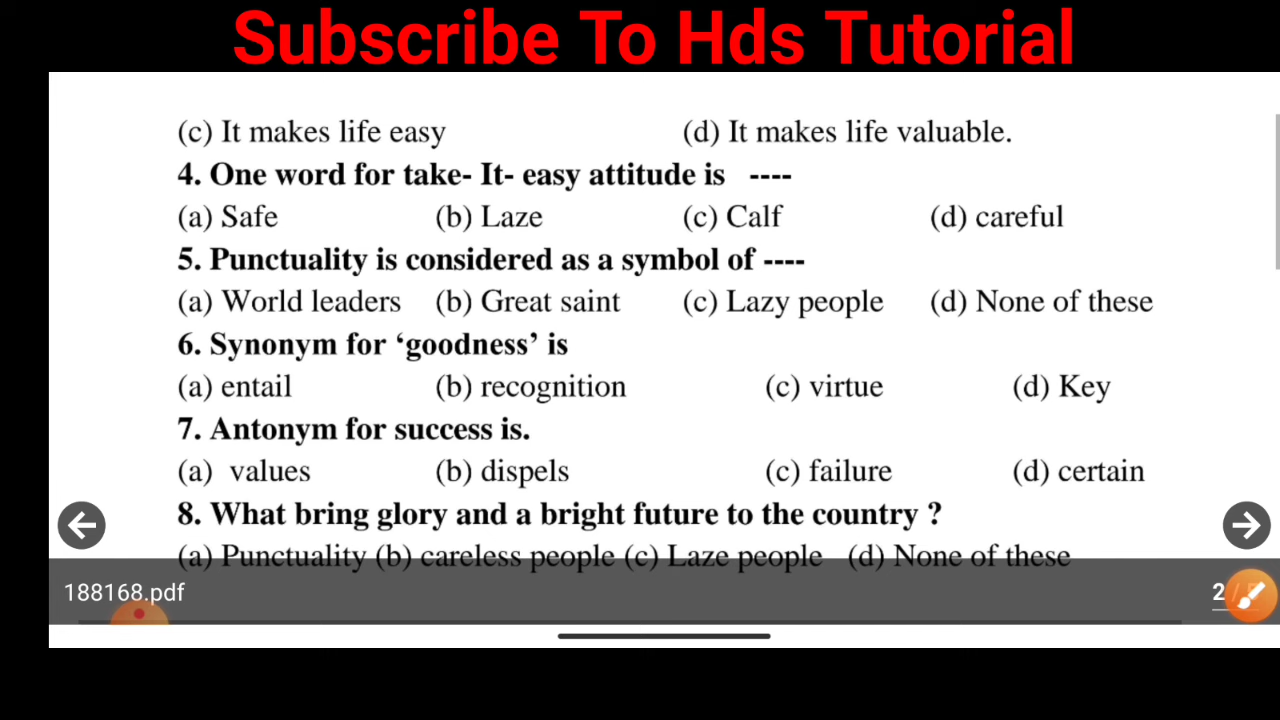 Subscribe To Hds Tutorial
(c) It makes life easy (d) It makes life valuable.
4. One word for take- It- easy attitude is ----
(a) Safe (b) Laze (c) Calf (d) careful
5. Punctuality is considered as a symbol of ----
(a) World leaders (b) Great saint (c) Lazy people (d) None of these
6. Synonym for ‘goodness’ is
(a) entail (b) recognition (c) virtue (d) Key
7. Antonym for success is.
(a) values (b) dispels (c) failure (d) certain
8. What bring glory and a bright future to the country ?
(a) Punctuality (b) careless people (c) Laze people (d) None of these
188168.pdf 2 /